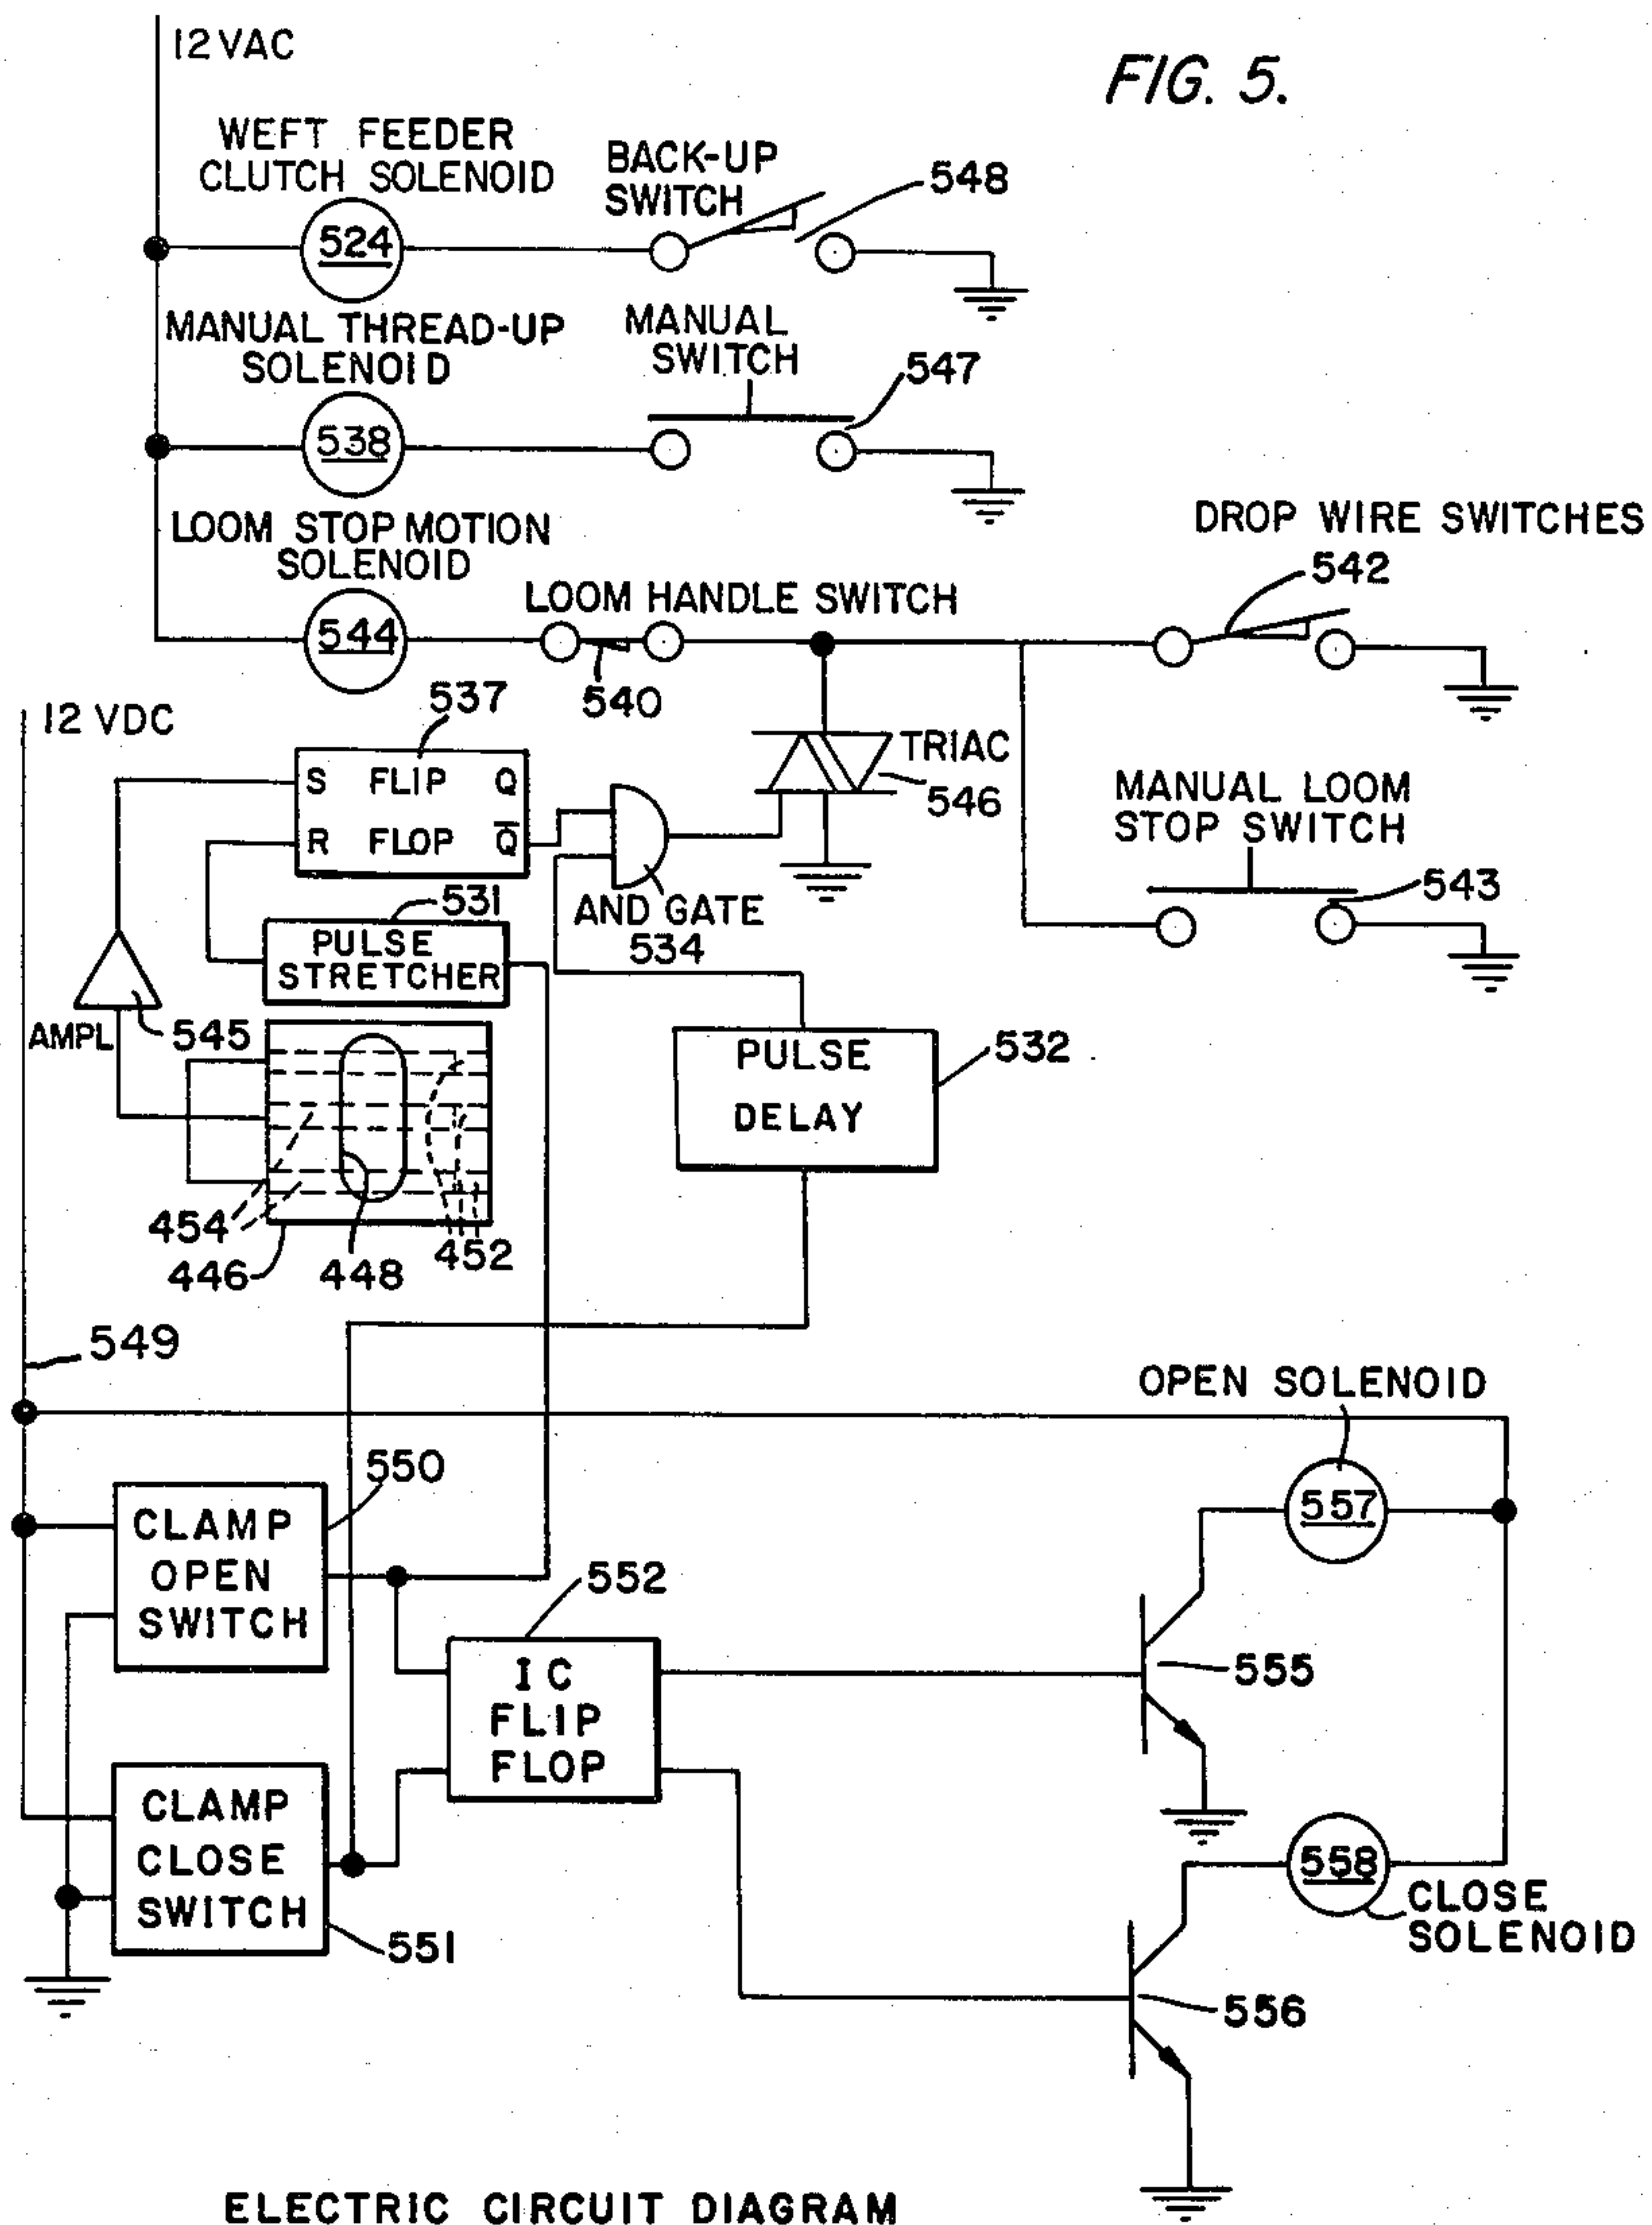 12 VAC
FIG. 5.
WEFT FEEDER
CLUTCH SOLENOID
BACK-UP
SWITCH
548
524
MANUAL THREAD-UP
SOLENOID
MANUAL
SWITCH
547
538
LOOM STOP MOTION
SOLENOID
LOOM HANDLE SWITCH
DROP WIRE SWITCHES
542
544
540
12 VDC
537
S FLIP Q
R FLOP Q̅
TRIAC
546
MANUAL LOOM
STOP SWITCH
543
AND GATE
534
531
PULSE
STRETCHER
AMPL
545
PULSE
DELAY
532
454
446
448
452
549
OPEN SOLENOID
557
550
CLAMP
OPEN
SWITCH
552
IC
FLIP
FLOP
555
CLAMP
CLOSE
SWITCH
551
558
CLOSE
SOLENOID
556
ELECTRIC CIRCUIT DIAGRAM